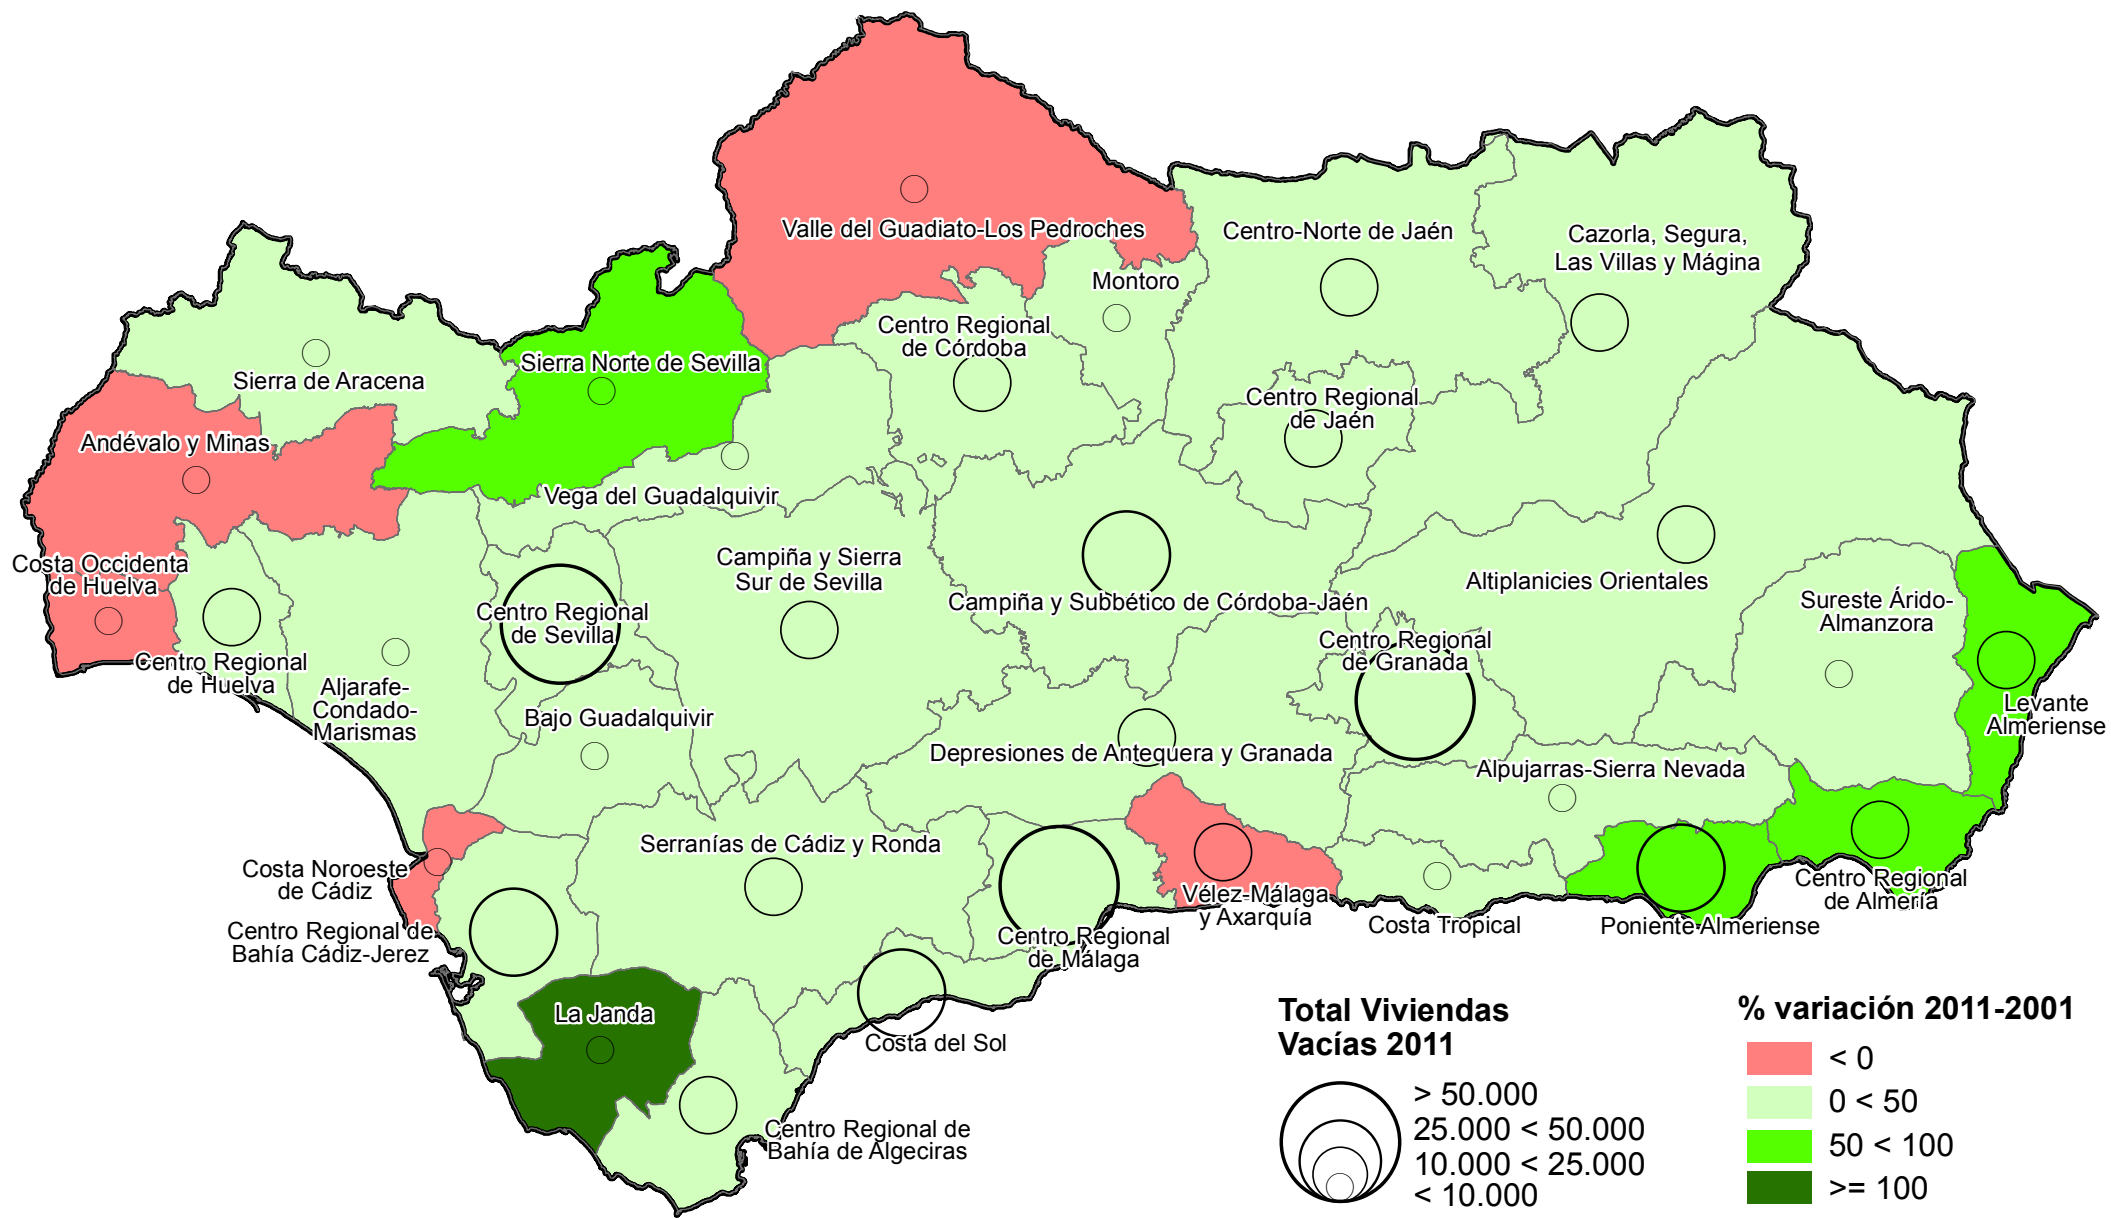 Valle del Guadiato-Los Pedroches
Centro-Norte de Jaén
Cazorla, Segura,
Las Villas y Mágina
Montoro
Centro Regional
de Córdoba
Sierra Norte de Sevilla
Sierra de Aracena
Centro Regional
de Jaén
Andévalo y Minas
Vega del Guadalquivir
Costa Occidenta
de Huelva
Campiña y Sierra
Sur de Sevilla
Altiplanicies Orientales
Campiña y Subbético de Córdoba-Jaén
Sureste Árido-
Almanzora
Centro Regional
de Sevilla
Centro Regional
de Granada
Centro Regional
de Huelva
Aljarafe-
Condado-
Marismas
Bajo Guadalquivir
Levante
Almeriense
Depresiones de Antequera y Granada
Alpujarras-Sierra Nevada
Serranías de Cádiz y Ronda
Costa Noroeste
de Cádiz
Vélez-Málaga
y Axarquía
Centro Regional
de Almería
Costa Tropical
Poniente Almeriense
Centro Regional de
Bahía Cádiz-Jerez
Centro Regional
de Málaga
La Janda
Costa del Sol
Centro Regional de
Bahía de Algeciras
Total Viviendas
Vacías 2011
> 50.000
25.000 < 50.000
10.000 < 25.000
< 10.000
% variación 2011-2001
< 0
0 < 50
50 < 100
>= 100